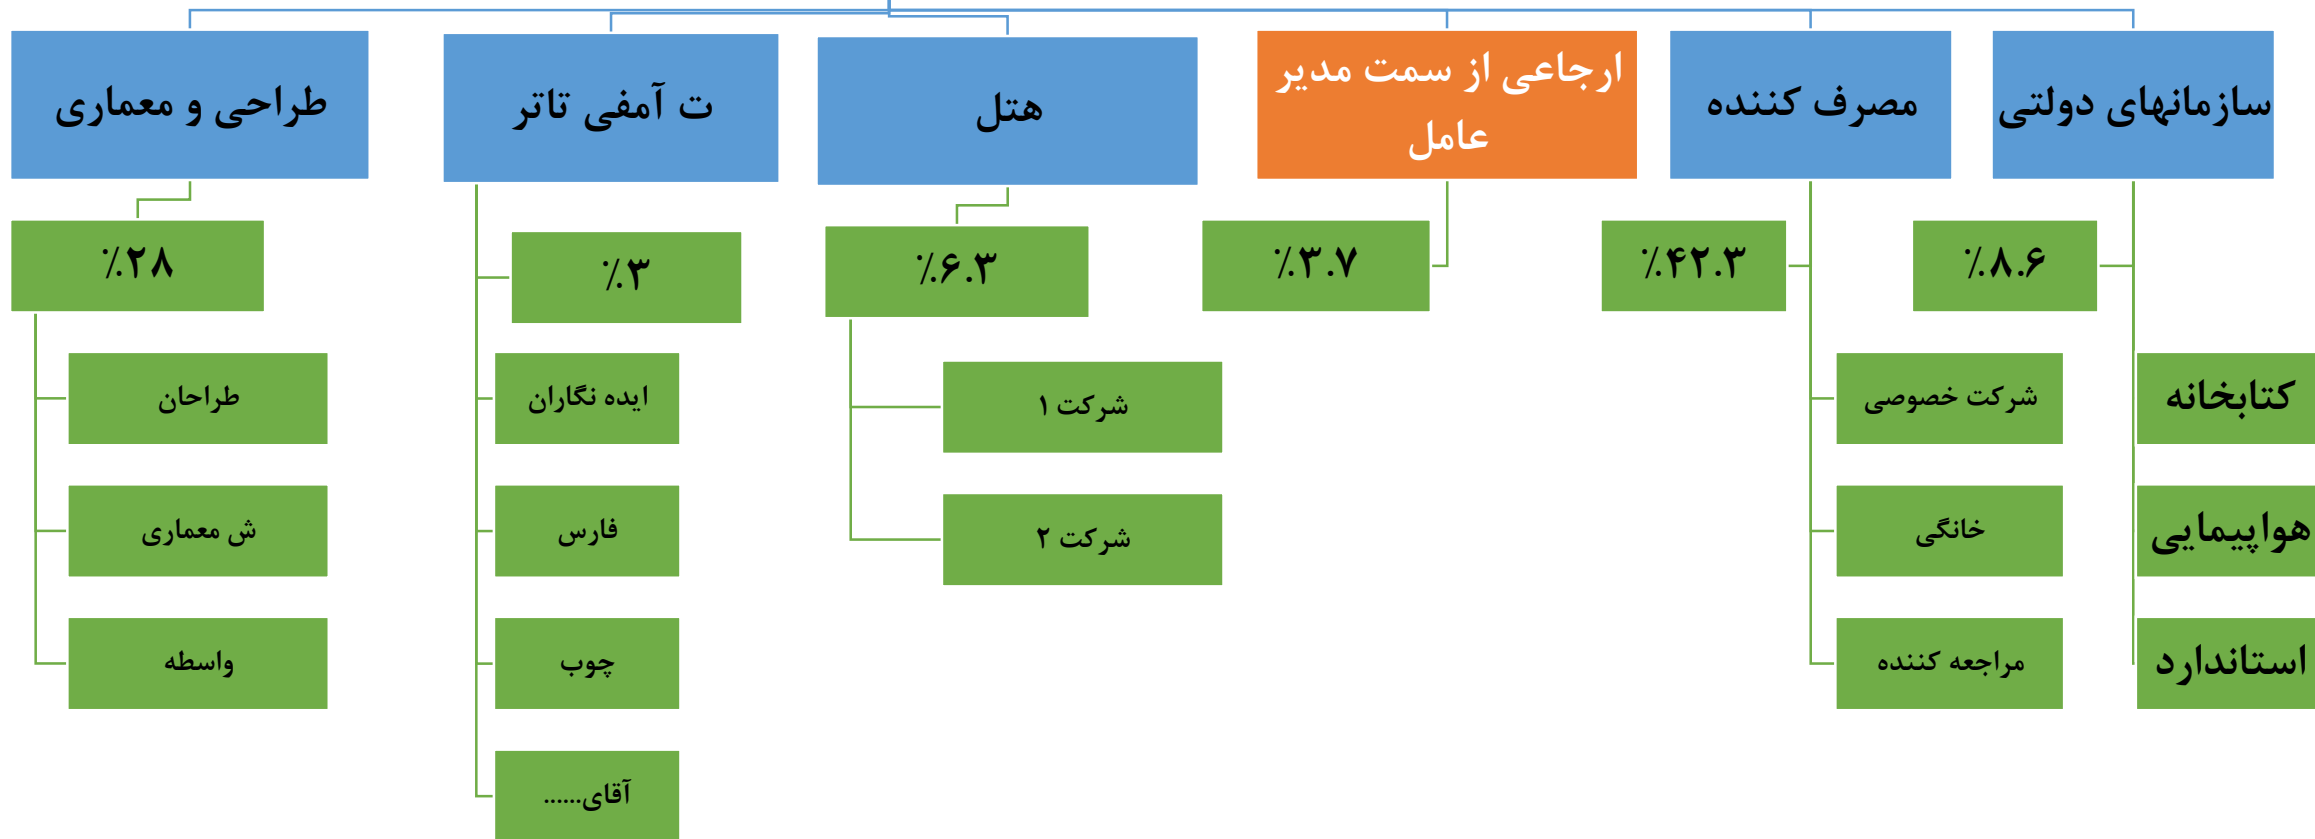 سازمانهای دولتی
مصرف کننده
ارجاعی از سمت مدیر
عامل
هتل
ت آمفی تاتر
طراحی و معماری
٪۸.۶
٪۴۲.۳
٪۳.۷
٪۶.۳
٪۳
٪۲۸
کتابخانه
هواپیمایی
استاندارد
شرکت خصوصی
خانگی
مراجعه کننده
شرکت ۱
شرکت ۲
ایده نگاران
فارس
چوب
آقای......
طراحان
ش معماری
واسطه